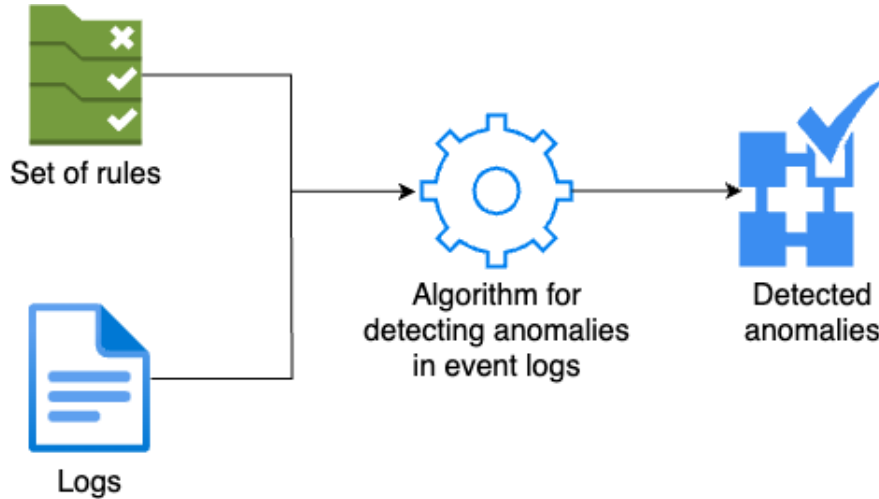 Set of rules
Algorithm for
detecting anomalies
in event logs
Detected
anomalies
Logs